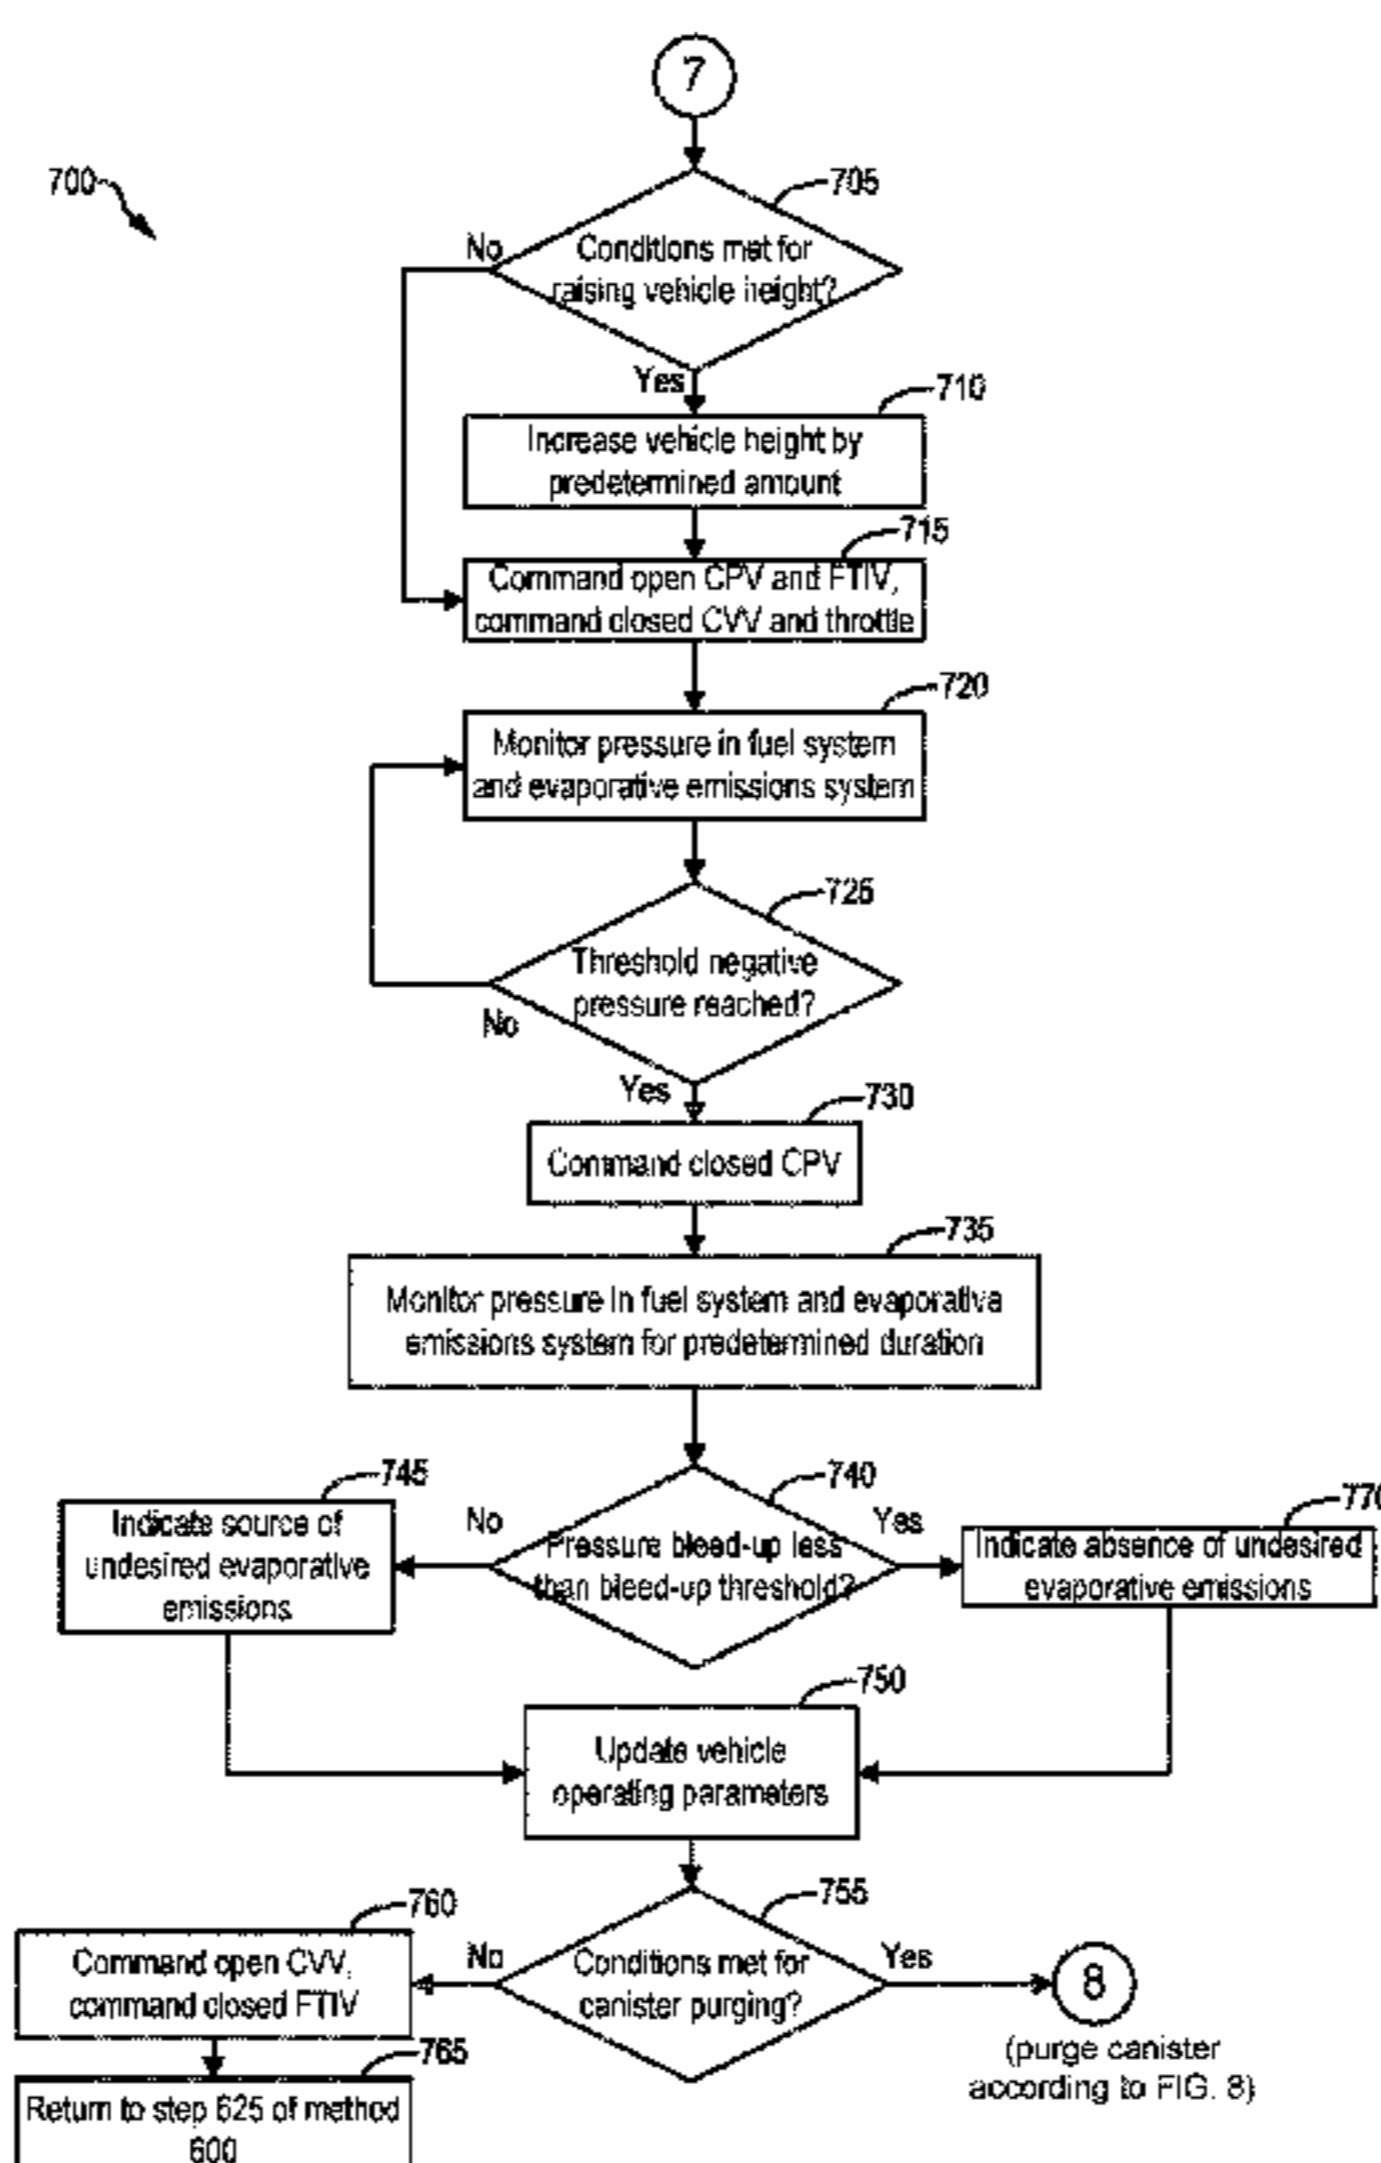 7
700
705
No
Conditions met for
raising vehicle height?
Yes
710
Increase vehicle height by
predetermined amount
715
Command open CPV and FTIV,
command closed CVV and throttle
720
Monitor pressure in fuel system
and evaporative emissions system
725
Threshold negative
pressure reached?
No
Yes
730
Command closed CPV
735
Monitor pressure in fuel system and evaporative
emissions system for predetermined duration
745
740
770
Indicate source of
undesired evaporative
emissions
No
Pressure bleed-up less
than bleed-up threshold?
Yes
Indicate absence of undesired
evaporative emissions
750
Update vehicle
operating parameters
760
755
Command open CVV,
command closed FTIV
No
Conditions met for
canister purging?
Yes
8
(purge canister
according to FIG. 8)
765
Return to step 625 of method
600